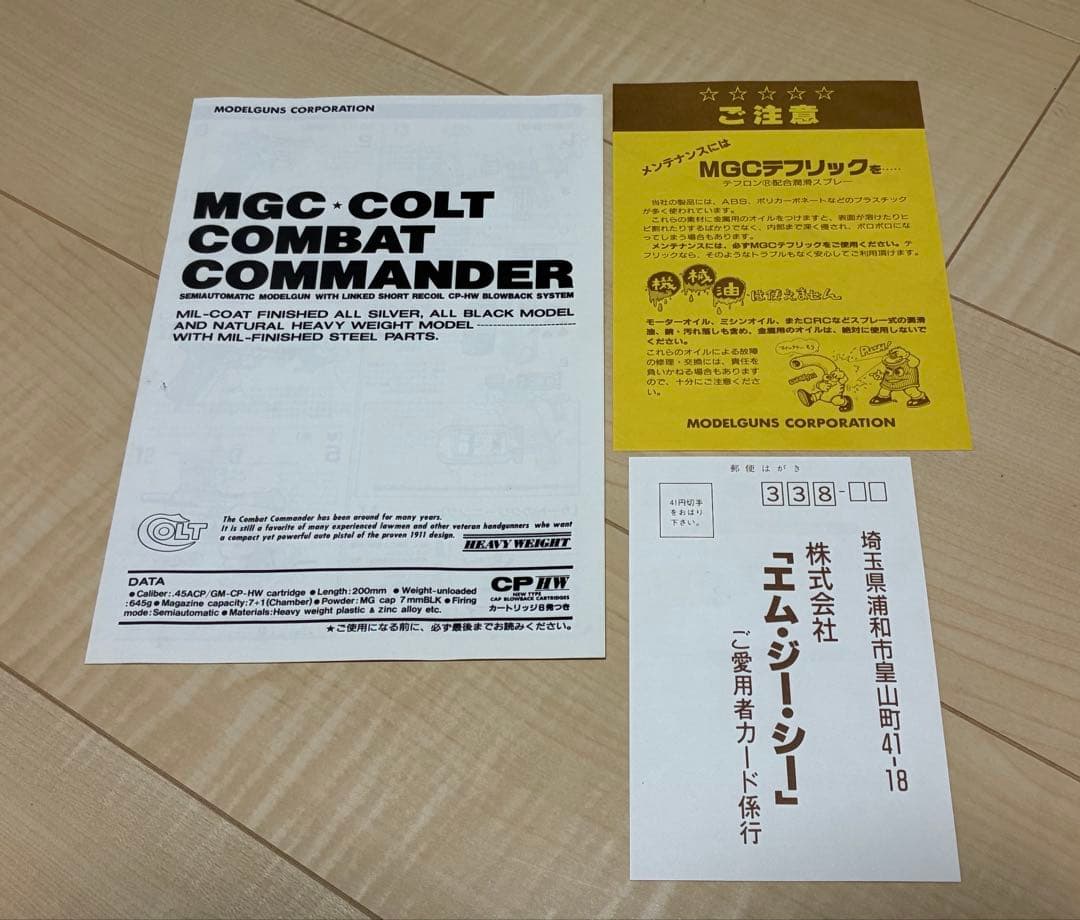 MODELGUNS CORPORATION
MGC★COLT
COMBAT
COMMANDER
SEMIAUTOMATIC MODELGUN WITH LINKED SHORT RECOIL CP-HW BLOWBACK SYSTEM
MIL-COAT FINISHED ALL SILVER, ALL BLACK MODEL
AND NATURAL HEAVY WEIGHT MODEL
WITH MIL-FINISHED STEEL PARTS.
COLT
The Combat Commander has been around for many years.
It is still a favorite of many experienced lawmen and other veteran handgunners who want
a compact yet powerful auto pistol of the proven 1911 design.
HEAVY WEIGHT
DATA
●Caliber:.45ACP/GM-CP-HW cartridge ●Length:200mm ●Weight-unloaded
:645g ●Magazine capacity:7+1(Chamber) ●Powder:MG cap 7mmBLK ●Firing
mode:Semiautomatic ●Materials:Heavy weight plastic & zinc alloy etc.
CP HW
NEW TYPE
CAP BLOWBACK CARTRIDGES
カートリッジ6発つき
★ご使用になる前に、必ず最後までお読みください。
☆☆☆☆☆
ご注意
メンテナンスには
MGCテフリックを‥‥
テフロン®配合潤滑スプレー
当社の製品には、ABS、ポリカーボネートなどのプラスチック
が多く使われています。
これらの素材に金属用のオイルをつけますと、表面が溶けたりヒ
ビ割れたりするばかりでなく、内部まで深く侵され、ボロボロにな
ってしまう場合もあります。
メンテナンスには、必ずMGCテフリックをご使用ください。テ
フリックなら、そのようなトラブルもなく安心してご利用頂けます。
機械油は使えません
モーターオイル、ミシンオイル、またCRCなどスプレー式の潤滑
油、錆・汚れ落しも含め、金属用のオイルは、絶対に使用しないで
ください。
これらのオイルによる故障
の修理・交換には、責任を
負いかねる場合もあります
ので、十分にご注意くださ
い。
MODELGUNS CORPORATION
郵便はがき
41円切手
をおはり
下さい。
338-
埼玉県浦和市皇山町41-18
株式会社
「エム・ジー・シー」
ご愛用者カード係行